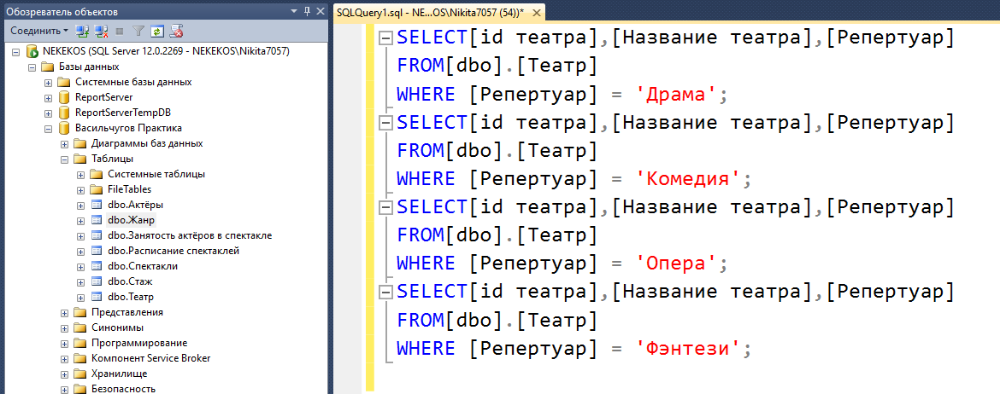 Обозреватель объектов
Соединить
NEKEKOS (SQL Server 12.0.2269 - NEKEKOS\Nikita7057)
Базы данных
Системные базы данных
ReportServer
ReportServerTempDB
Васильчугов Практика
Диаграммы баз данных
Таблицы
Системные таблицы
FileTables
dbo.Актёры
dbo.Жанр
dbo.Занятость актёров в спектакле
dbo.Расписание спектаклей
dbo.Спектакли
dbo.Стаж
dbo.Театр
Представления
Синонимы
Программирование
Компонент Service Broker
Хранилище
Безопасность
SQLQuery1.sql - NE...OS\Nikita7057 (54))*
SELECT[id театра],[Название театра],[Репертуар]
FROM[dbo].[Театр]
WHERE [Репертуар] = 'Драма';
SELECT[id театра],[Название театра],[Репертуар]
FROM[dbo].[Театр]
WHERE [Репертуар] = 'Комедия';
SELECT[id театра],[Название театра],[Репертуар]
FROM[dbo].[Театр]
WHERE [Репертуар] = 'Опера';
SELECT[id театра],[Название театра],[Репертуар]
FROM[dbo].[Театр]
WHERE [Репертуар] = 'Фэнтези';